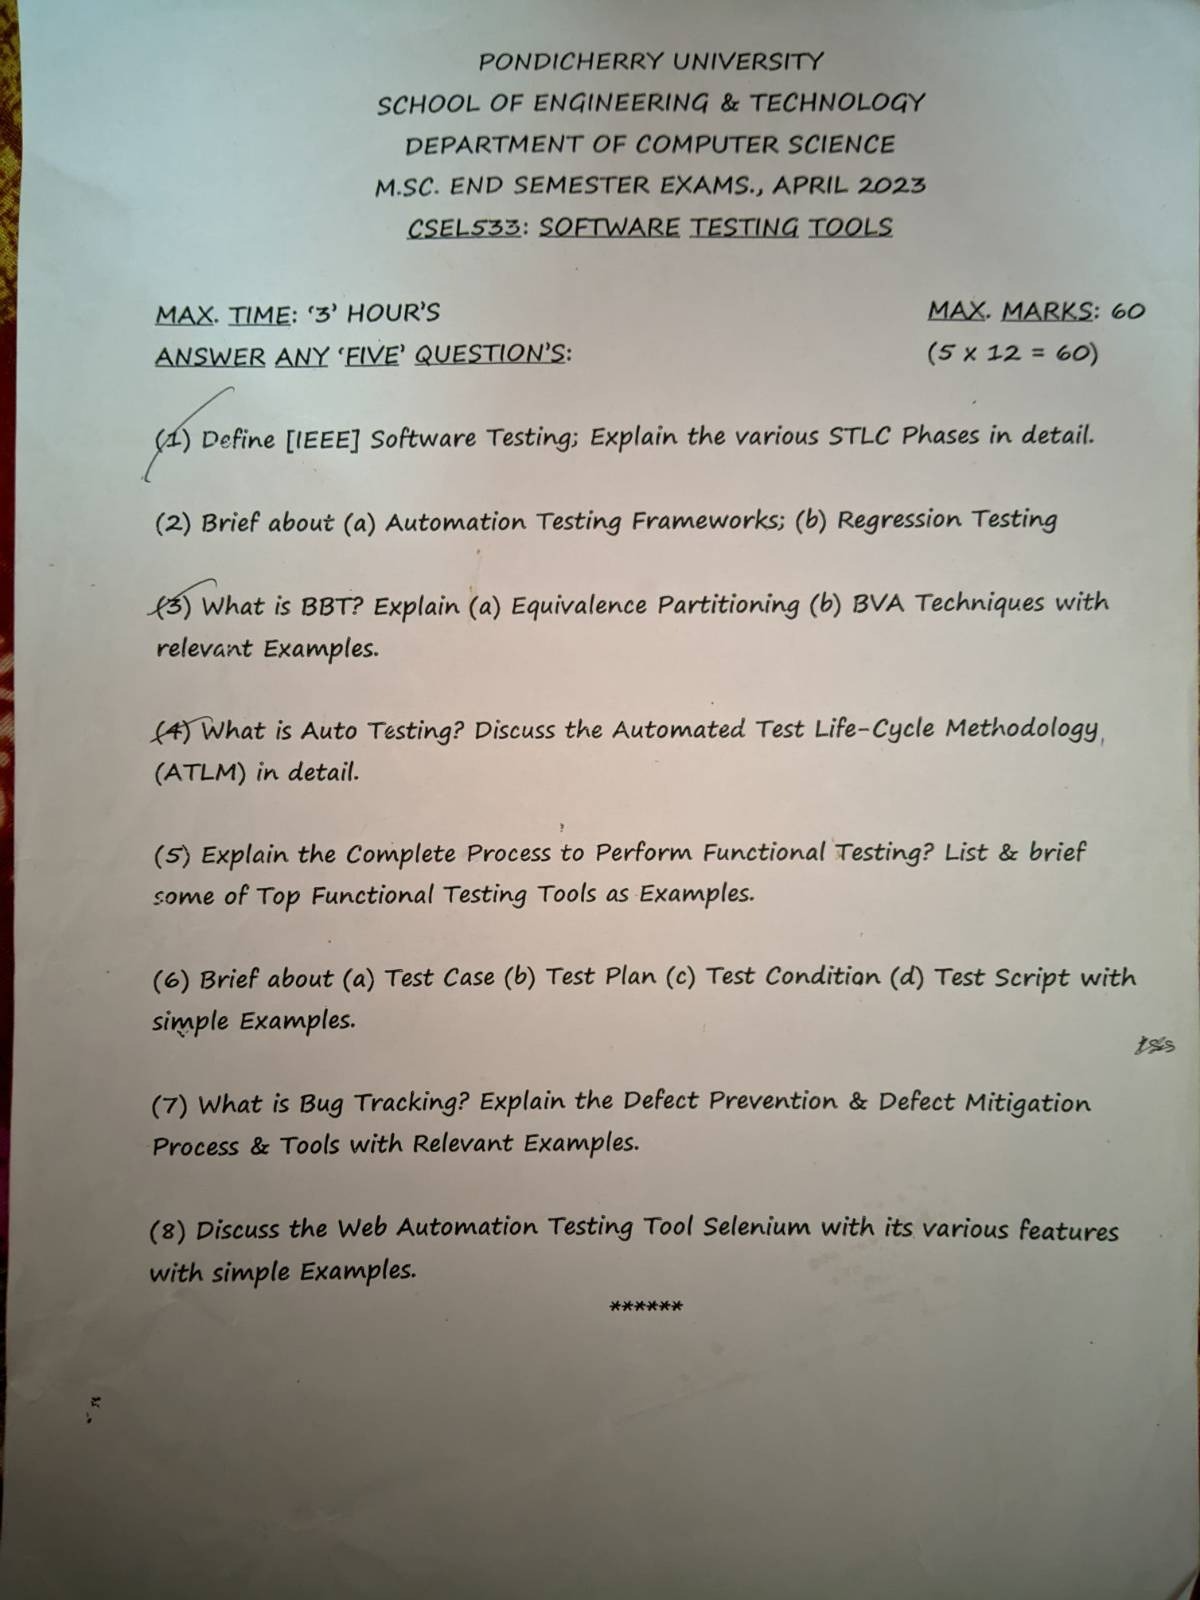 PONDICHERRY UNIVERSITY
SCHOOL OF ENGINEERING & TECHNOLOGY
DEPARTMENT OF COMPUTER SCIENCE
M.SC. END SEMESTER EXAMS., APRIL 2023
CSEL533: SOFTWARE TESTING TOOLS
MAX. TIME: ‘3’ HOUR’S MAX. MARKS: 60
ANSWER ANY ‘FIVE’ QUESTION’S: (5 x 12 = 60)
(1) Define [IEEE] Software Testing; Explain the various STLC Phases in detail.
(2) Brief about (a) Automation Testing Frameworks; (b) Regression Testing
(3) What is BBT? Explain (a) Equivalence Partitioning (b) BVA Techniques with
relevant Examples.
(4) What is Auto Testing? Discuss the Automated Test Life-Cycle Methodology
(ATLM) in detail.
(5) Explain the Complete Process to Perform Functional Testing? List & brief
some of Top Functional Testing Tools as Examples.
(6) Brief about (a) Test Case (b) Test Plan (c) Test Condition (d) Test Script with
simple Examples.
(7) What is Bug Tracking? Explain the Defect Prevention & Defect Mitigation
Process & Tools with Relevant Examples.
(8) Discuss the Web Automation Testing Tool Selenium with its various features
with simple Examples.
******